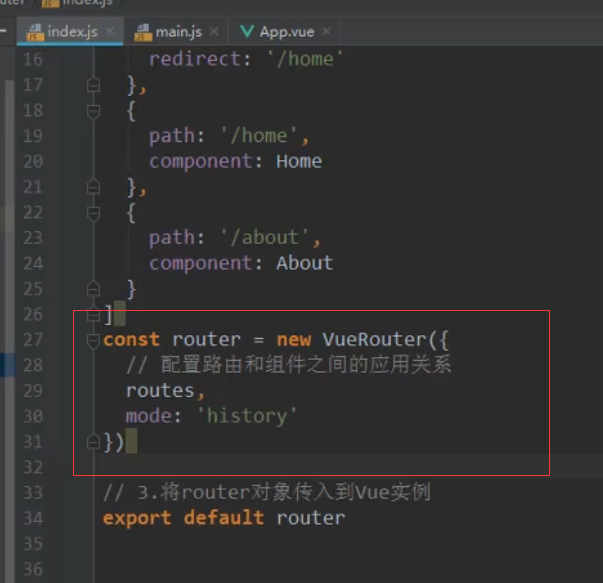 index.js
index.js
main.js
App.vue
16 redirect: '/home'
17 },
18 {
19 path: '/home',
20 component: Home
21 },
22 {
23 path: '/about',
24 component: About
25 }
26 ]
27 const router = new VueRouter({
28 // 配置路由和组件之间的应用关系
29 routes,
30 mode: 'history'
31 })
32
33 // 3.将router对象传入到Vue实例
34 export default router
35
36